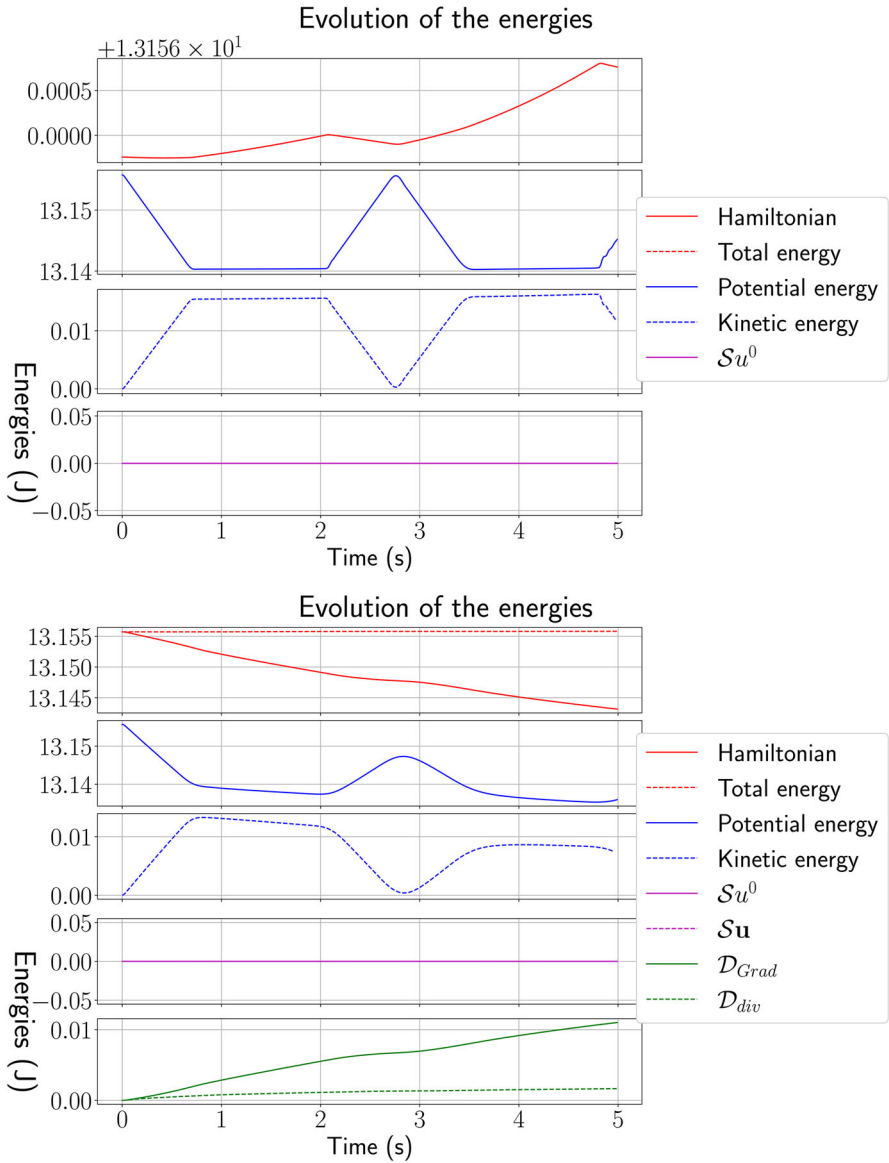 Evolution of the energies
+1.3156 × 10^1
0.0005
0.0000
13.15
13.14
0.01
0.00
0.05
0.00
−0.05
0 1 2 3 4 5
Time (s)
Energies (J)
Hamiltonian
Total energy
Potential energy
Kinetic energy
𝒮u^0
Evolution of the energies
13.155
13.150
13.145
13.15
13.14
0.01
0.00
0.05
0.00
−0.05
0.01
0.00
0 1 2 3 4 5
Time (s)
Energies (J)
Hamiltonian
Total energy
Potential energy
Kinetic energy
𝒮u^0
𝒮𝐮
𝒟_Grad
𝒟_div